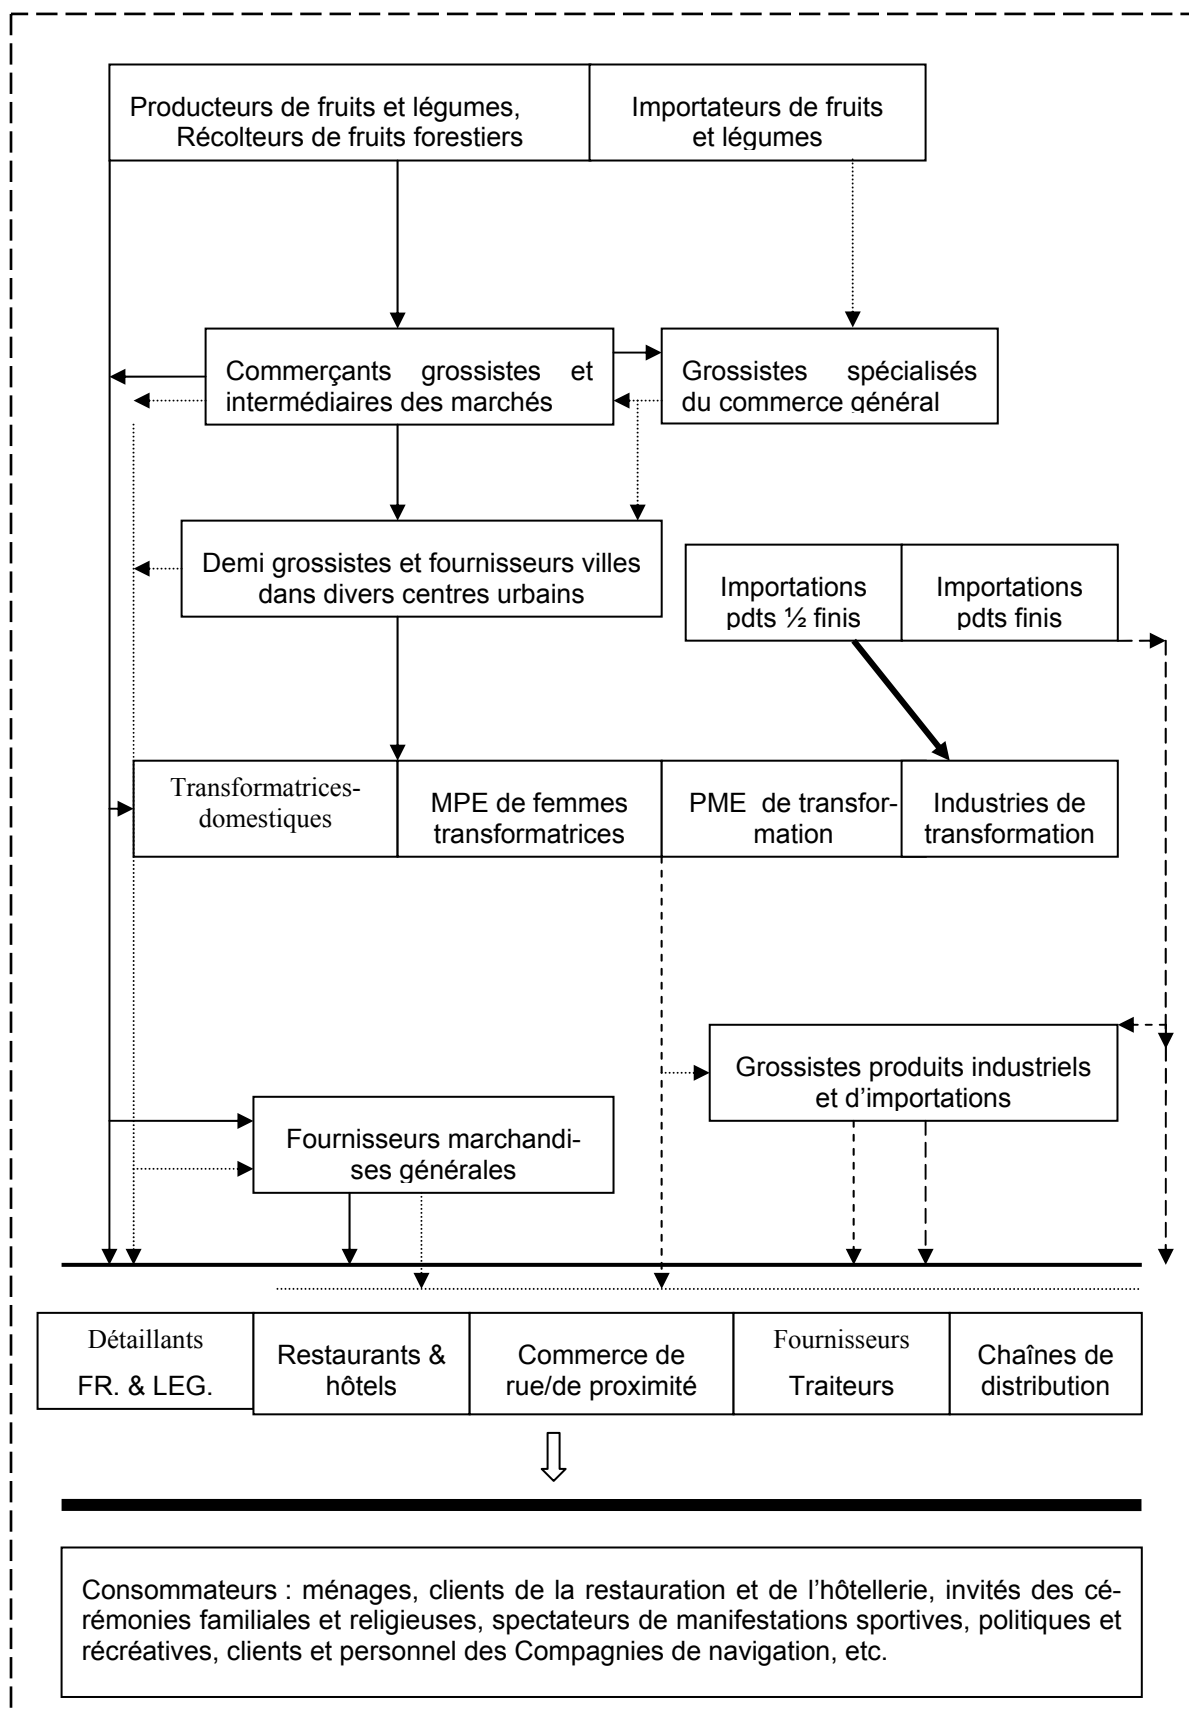 Producteurs de fruits et légumes,
Récolteurs de fruits forestiers
Importateurs de fruits
et légumes
Commerçants grossistes et
intermédiaires des marchés
Grossistes spécialisés
du commerce général
Demi grossistes et fournisseurs villes
dans divers centres urbains
Importations
pdts ½ finis
Importations
pdts finis
Transformatrices-
domestiques
MPE de femmes
transformatrices
PME de transfor-
mation
Industries de
transformation
Grossistes produits industriels
et d’importations
Fournisseurs marchandi-
ses générales
Détaillants
FR. & LEG.
Restaurants &
hôtels
Commerce de
rue/de proximité
Fournisseurs
Traiteurs
Chaînes de
distribution
Consommateurs : ménages, clients de la restauration et de l’hôtellerie, invités des cé-
rémonies familiales et religieuses, spectateurs de manifestations sportives, politiques et
récréatives, clients et personnel des Compagnies de navigation, etc.